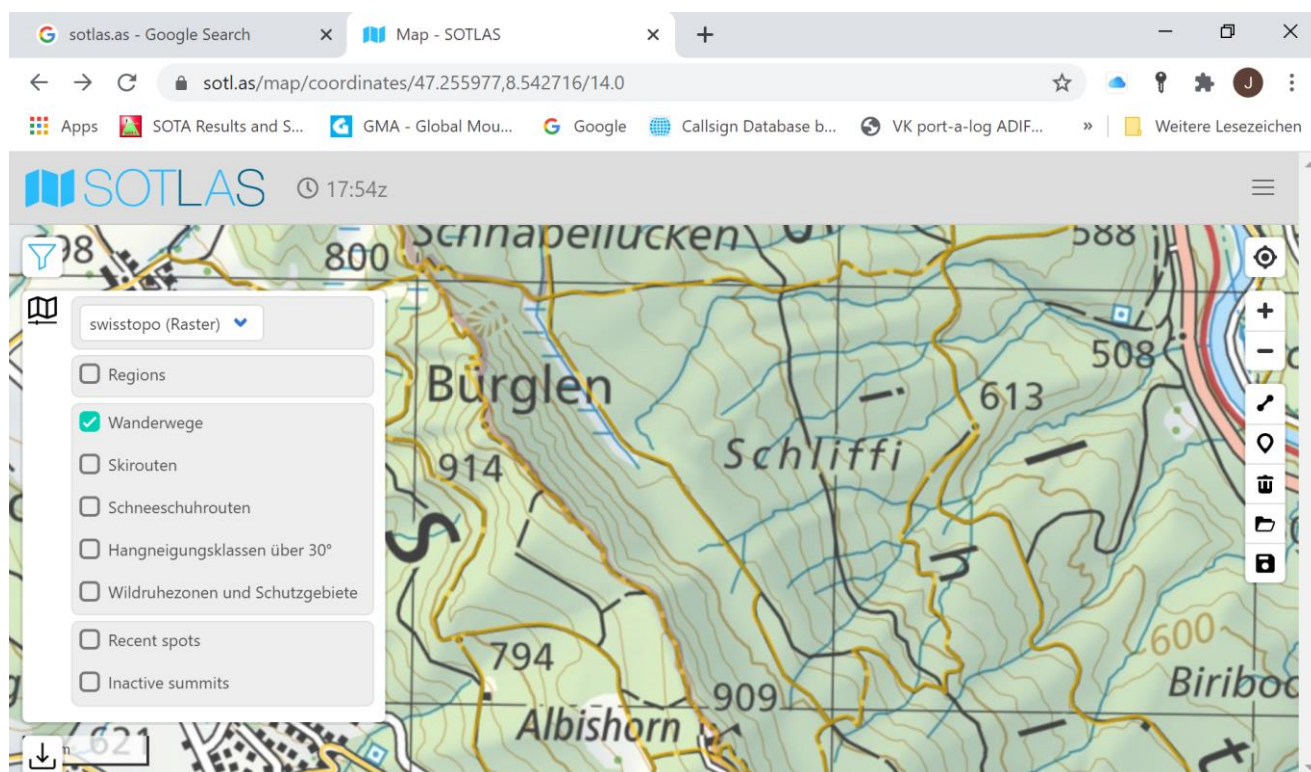 sotlas.as - Google Search
Map - SOTLAS
sotl.as/map/coordinates/47.255977,8.542716/14.0
J
Apps SOTA Results and S... GMA - Global Mou... Google Callsign Database b... VK port-a-log ADIF... » Weitere Lesezeichen
SOTLAS 17:54z
Schnabellücken
98
800
588
swisstopo (Raster)
Regions
Wanderwege
Skirouten
Schneeschuhrouten
Hangneigungsklassen über 30°
Wildruhezonen und Schutzgebiete
Recent spots
Inactive summits
508
Bürglen
613
914
Schliffi
S
i
h
l
794
600
909
Albishorn
621
m